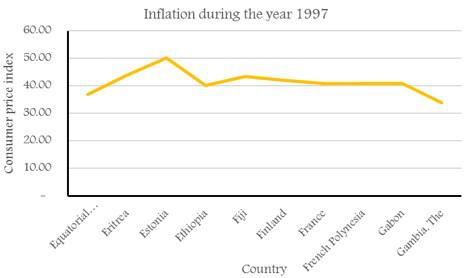 Inflation during the year 1997
Consumer price index
60.00
50.00
40.00
30.00
20.00
10.00
-
Equatorial...
Eritrea
Estonia
Ethiopia
Fiji
Finland
France
French Polynesia
Gabon
Gambia, The
Country